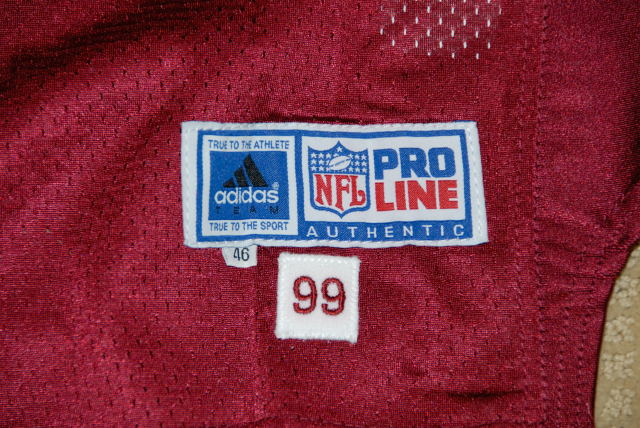 TRUE TO THE ATHLETE
adidas®
TEAM
TRUE TO THE SPORT
NFL
PRO
LINE
AUTHENTIC
46
99